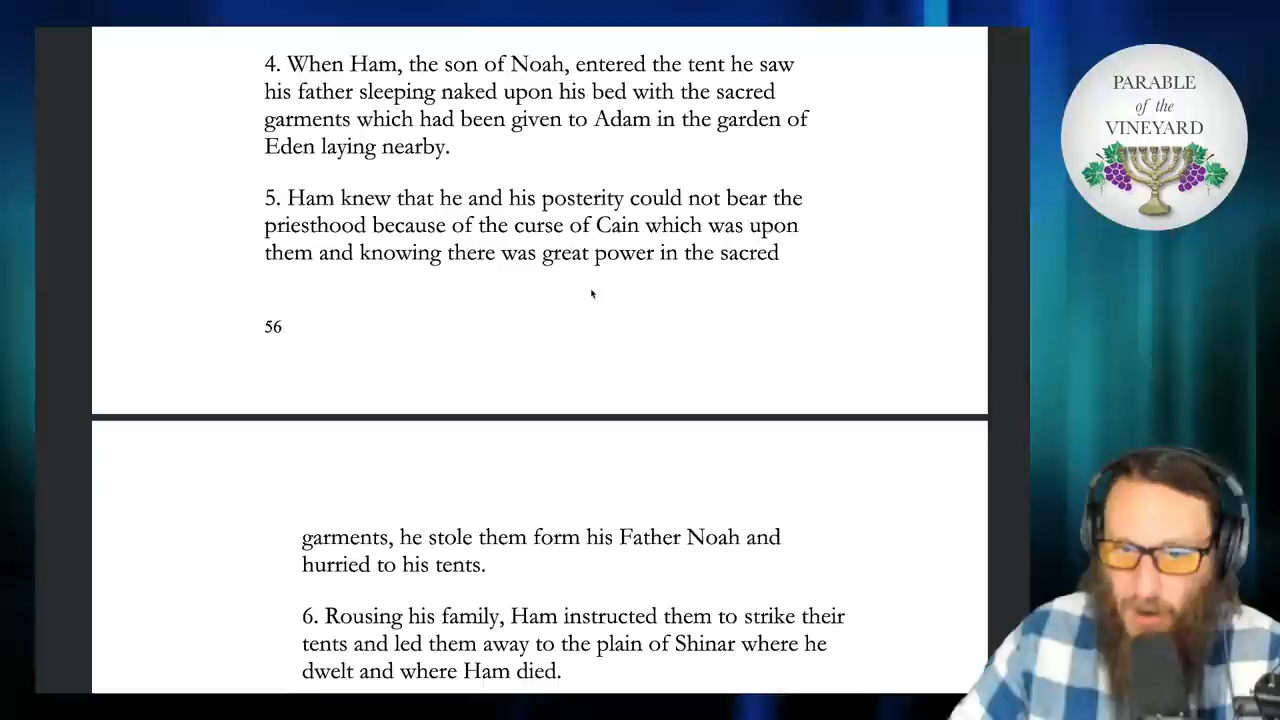 4. When Ham, the son of Noah, entered the tent he saw
his father sleeping naked upon his bed with the sacred
garments which had been given to Adam in the garden of
Eden laying nearby.
5. Ham knew that he and his posterity could not bear the
priesthood because of the curse of Cain which was upon
them and knowing there was great power in the sacred
56
garments, he stole them form his Father Noah and
hurried to his tents.
6. Rousing his family, Ham instructed them to strike their
tents and led them away to the plain of Shinar where he
dwelt and where Ham died.
PARABLE
of the
VINEYARD